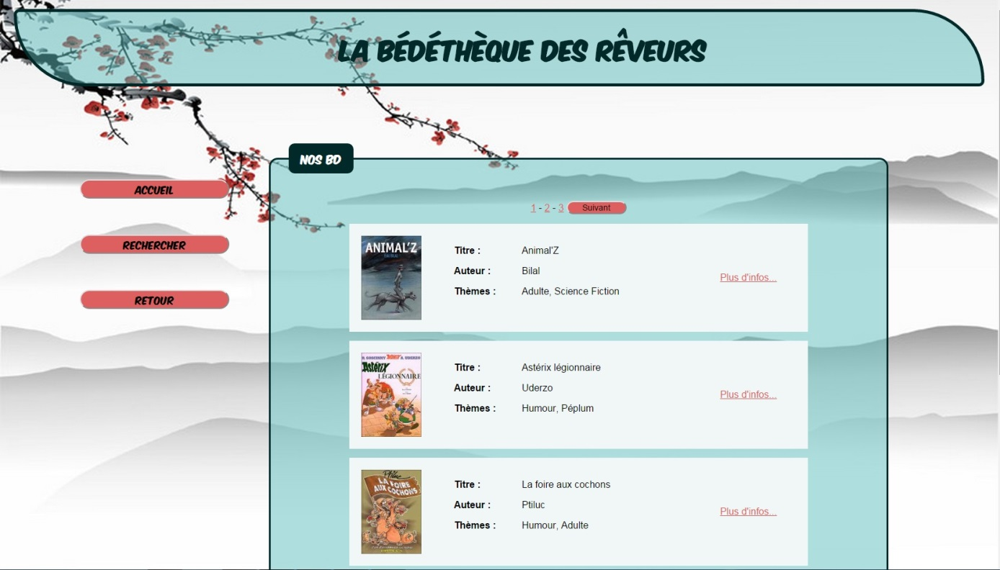 LA BÉDÉTHÈQUE DES RÊVEURS
NOS BD
ACCUEIL
RECHERCHER
RETOUR
1 - 2 - 3 Suivant
ANIMAL'Z
BILAL
Titre : Animal'Z
Auteur : Bilal
Thèmes : Adulte, Science Fiction
Plus d'infos...
R. GOSCINNY ASTERIX A. UDERZO
Astérix
LÉGIONNAIRE
Titre : Astérix légionnaire
Auteur : Uderzo
Thèmes : Humour, Péplum
Plus d'infos...
Ptiluc
LA FOIRE
AUX COCHONS
Titre : La foire aux cochons
Auteur : Ptiluc
Thèmes : Humour, Adulte
Plus d'infos...